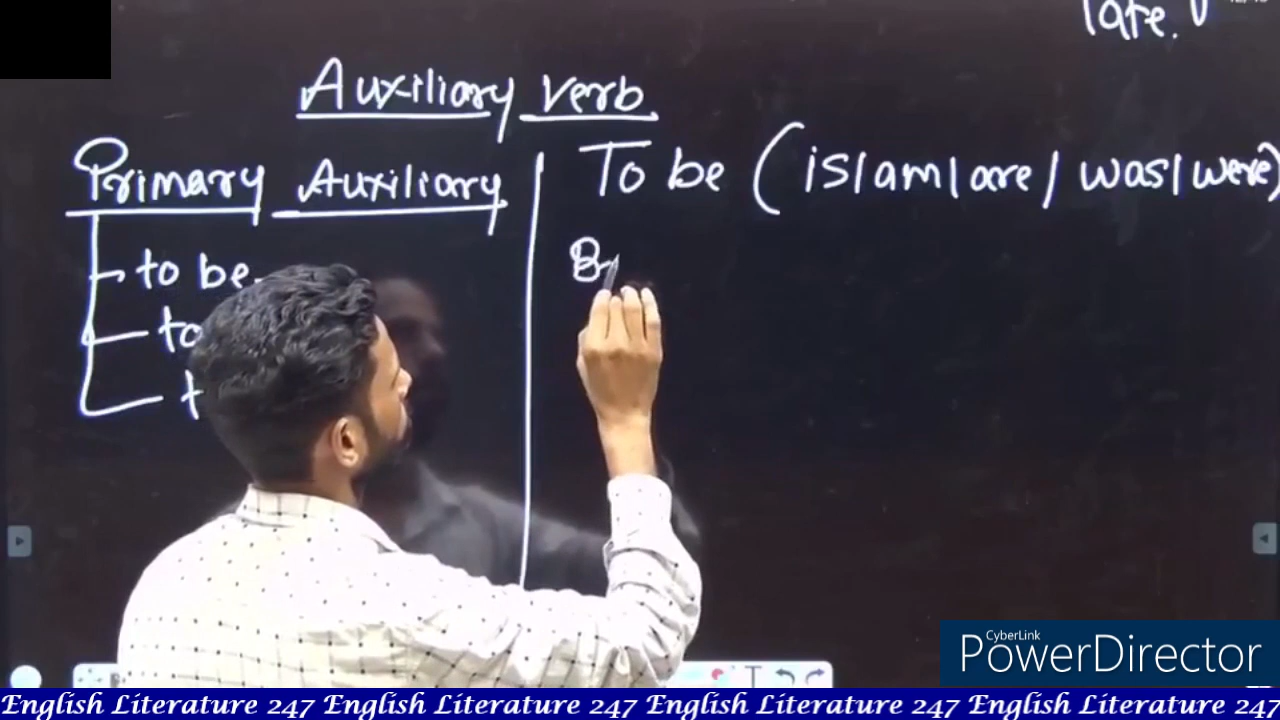 late.
Auxiliary verb
Primary Auxiliary
to be
to
t
To be (is/am/are/was/were)
B
CyberLink
PowerDirector
English Literature 247 English Literature 247 English Literature 247 English Literature 247